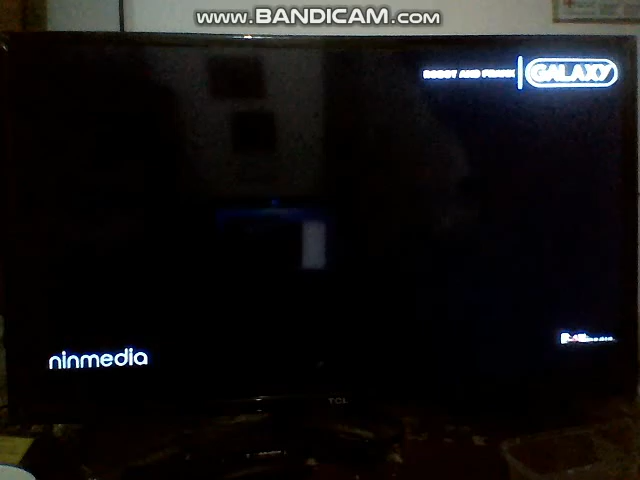 WWW.BANDICAM.COM
ROBOT AND FRANK
GALAXY
ninmedia
TCL